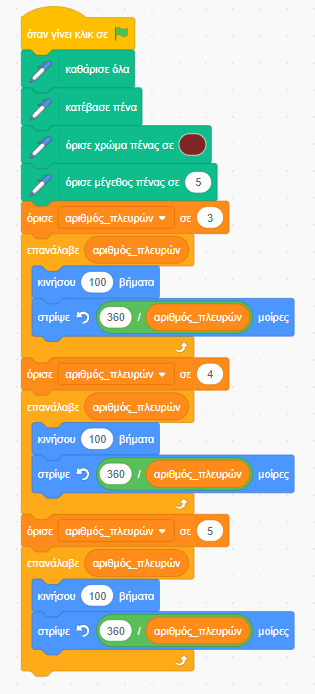 όταν γίνει κλικ σε
καθάρισε όλα
κατέβασε πένα
όρισε χρώμα πένας σε
όρισε μέγεθος πένας σε 5
όρισε αριθμός_πλευρών σε 3
επανάλαβε αριθμός_πλευρών
κινήσου 100 βήματα
στρίψε 360 / αριθμός_πλευρών μοίρες
όρισε αριθμός_πλευρών σε 4
επανάλαβε αριθμός_πλευρών
κινήσου 100 βήματα
στρίψε 360 / αριθμός_πλευρών μοίρες
όρισε αριθμός_πλευρών σε 5
επανάλαβε αριθμός_πλευρών
κινήσου 100 βήματα
στρίψε 360 / αριθμός_πλευρών μοίρες